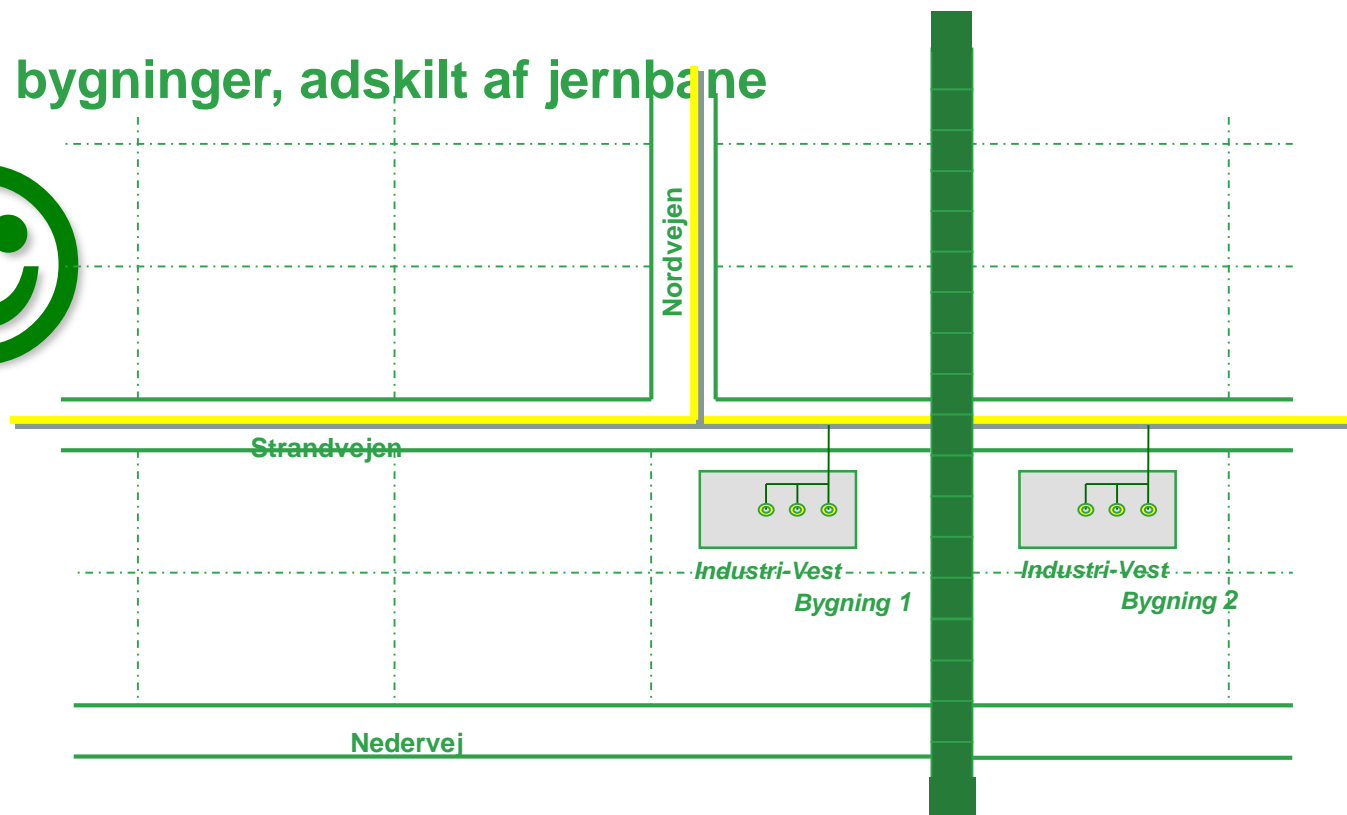 bygninger, adskilt af jernbane
Nordvejen
Strandvejen
Industri-Vest
Bygning 1
Industri-Vest
Bygning 2
Nedervej